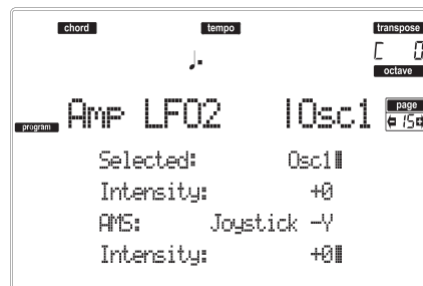 chord tempo transpose
C 0
octave
program Amp LFO2 |Osc1 page
15
Selected: Osc1
Intensity: +0
AMS: Joystick -Y
Intensity: +0